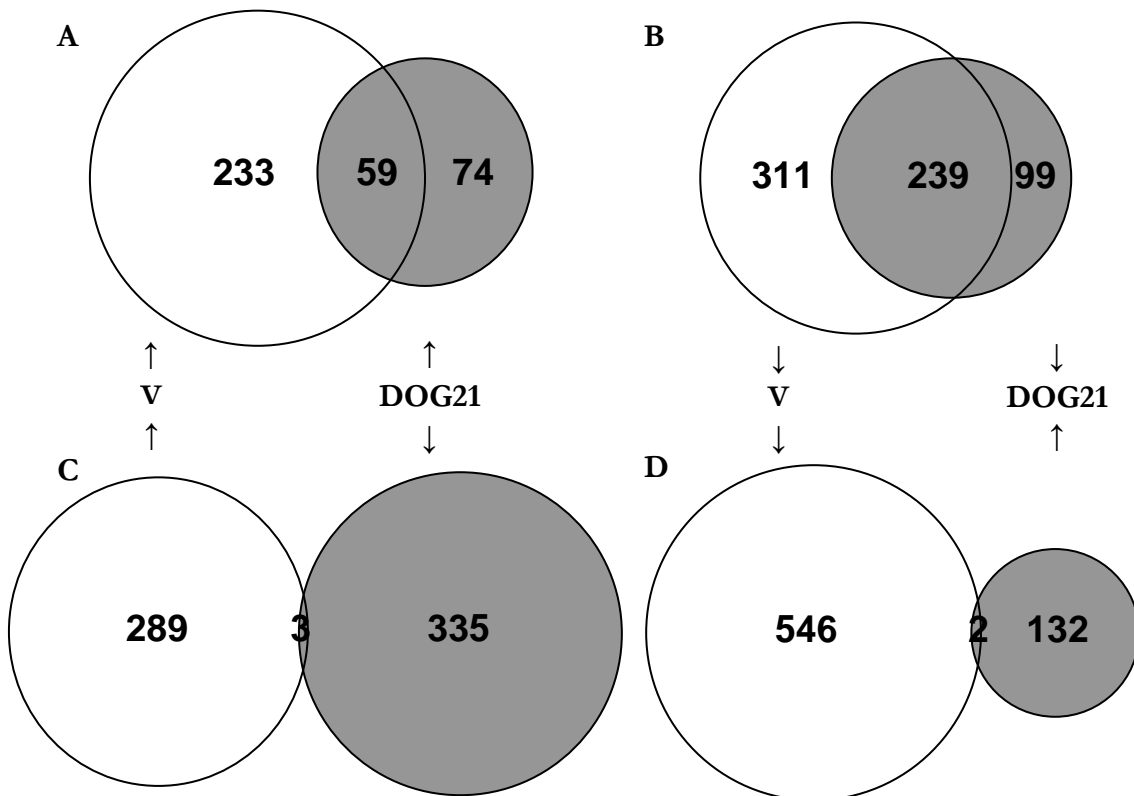 A B
233 59 74 311 239 99
↑ ↑ ↓ ↓
V DOG21 V DOG21
↑ ↓ ↓ ↑
C D
289 3 335 546 2 132